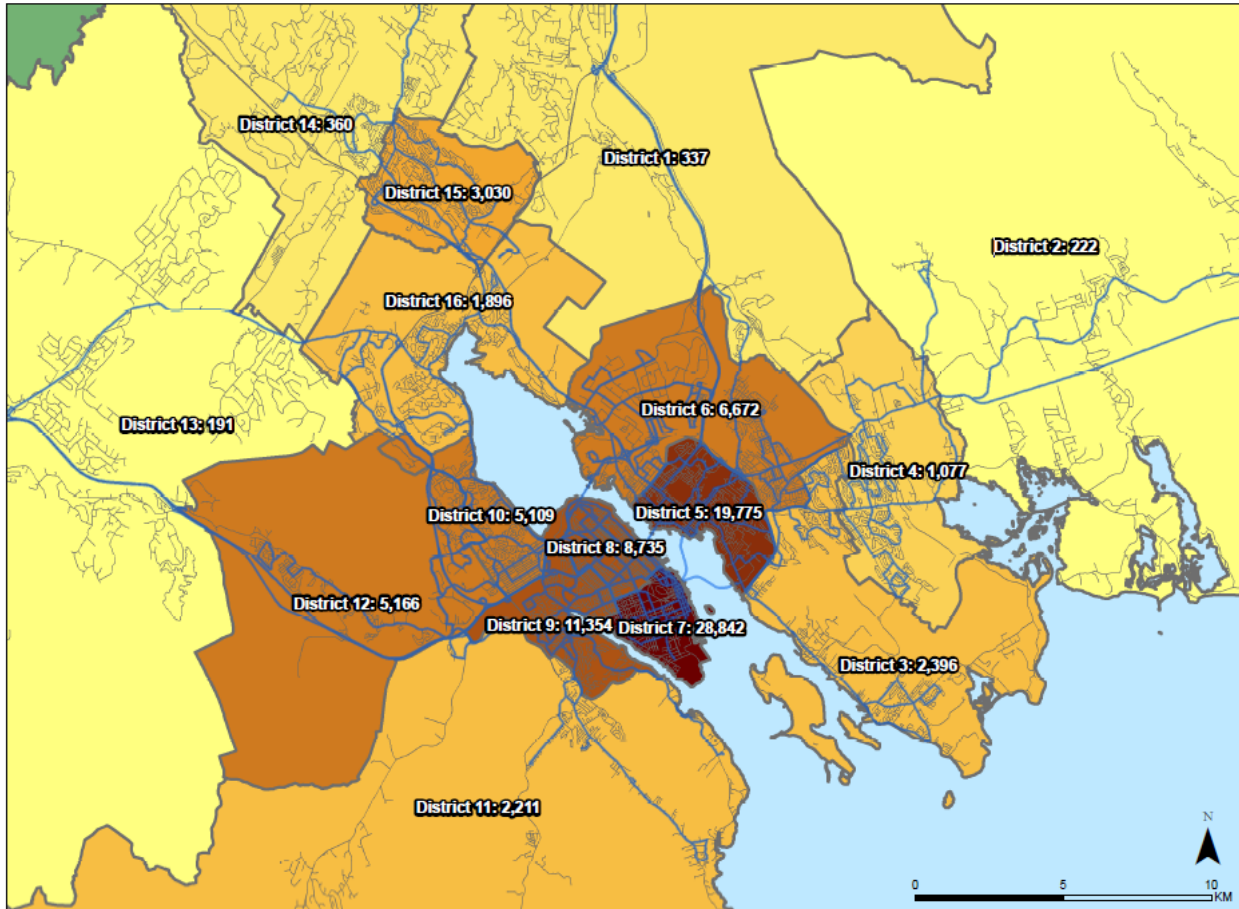 District 14: 360
District 1: 337
District 15: 3,030
District 2: 222
District 16: 1,896
District 6: 6,672
District 13: 191
District 4: 1,077
District 10: 5,109
District 5: 19,775
District 8: 8,735
District 12: 5,166
District 9: 11,354
District 7: 28,842
District 3: 2,396
District 11: 2,211
N
0 5 10
KM